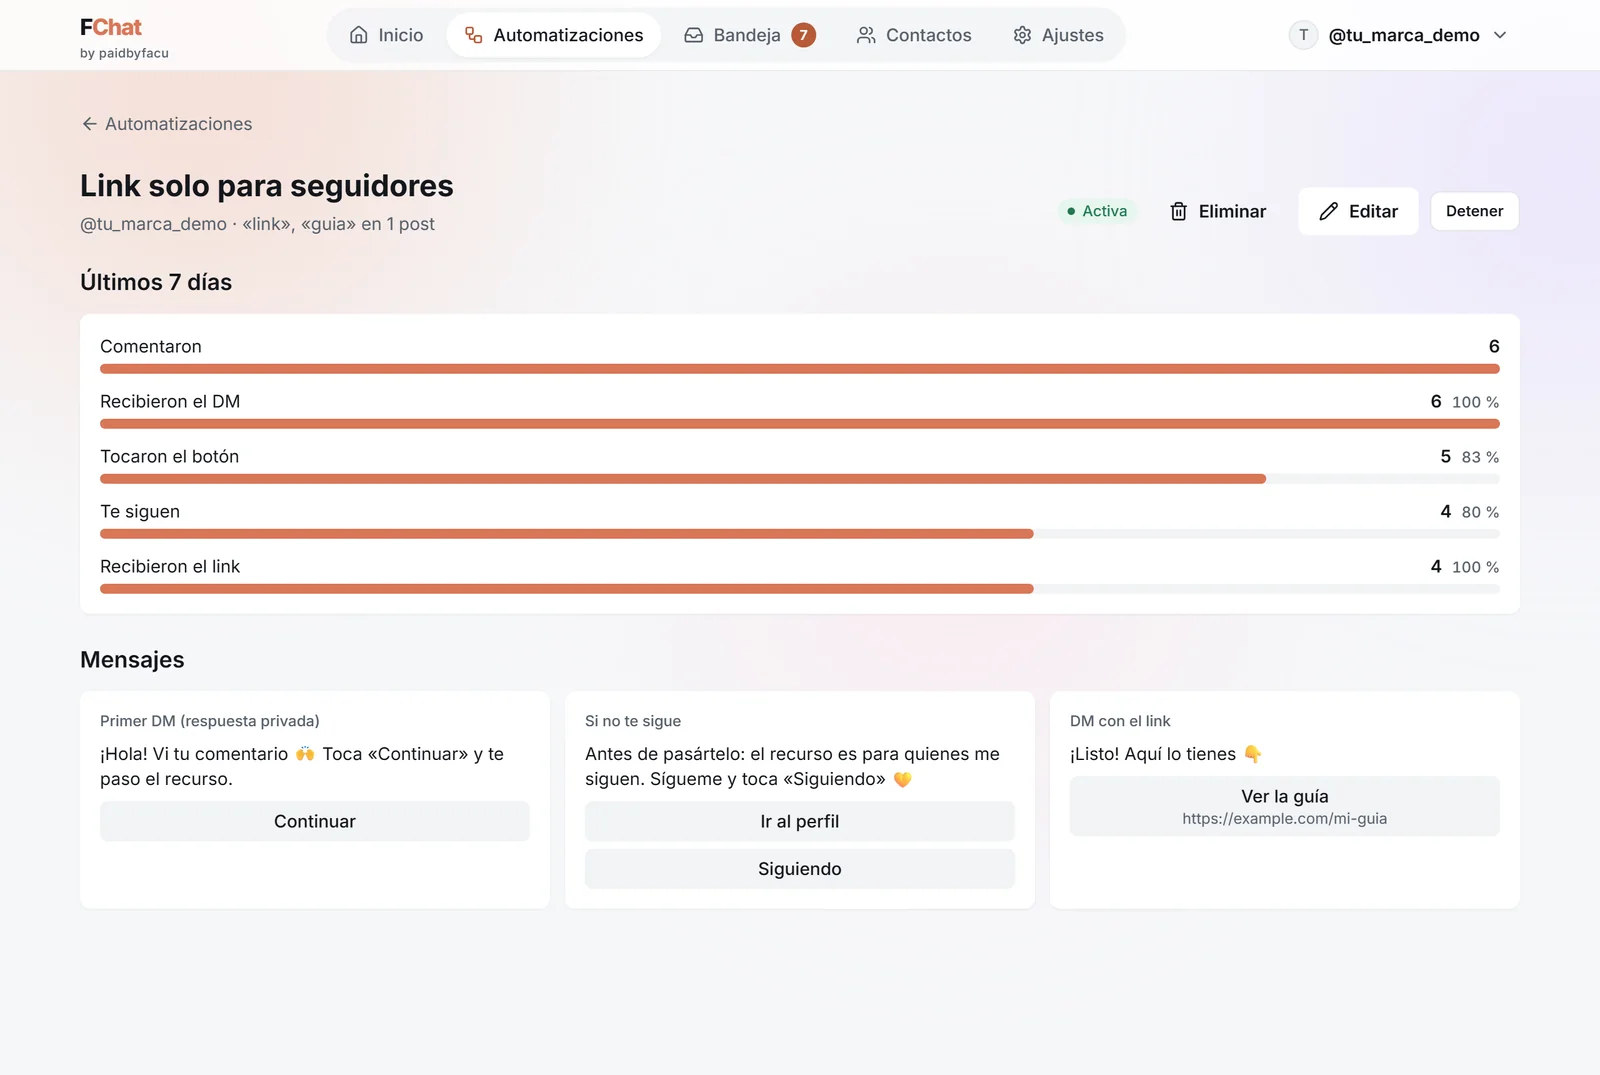 FChat
by paidbyfacu
Inicio
Automatizaciones
Bandeja 7
Contactos
Ajustes
T @tu_marca_demo
← Automatizaciones
Link solo para seguidores
@tu_marca_demo · «link», «guia» en 1 post
Activa
Eliminar
Editar
Detener
Últimos 7 días
Comentaron 6
Recibieron el DM 6 100 %
Tocaron el botón 5 83 %
Te siguen 4 80 %
Recibieron el link 4 100 %
Mensajes
Primer DM (respuesta privada)
¡Hola! Vi tu comentario 🙌 Toca «Continuar» y te
paso el recurso.
Continuar
Si no te sigue
Antes de pasártelo: el recurso es para quienes me
siguen. Sígueme y toca «Siguiendo» 🧡
Ir al perfil
Siguiendo
DM con el link
¡Listo! Aquí lo tienes 👇
Ver la guía
https://example.com/mi-guia